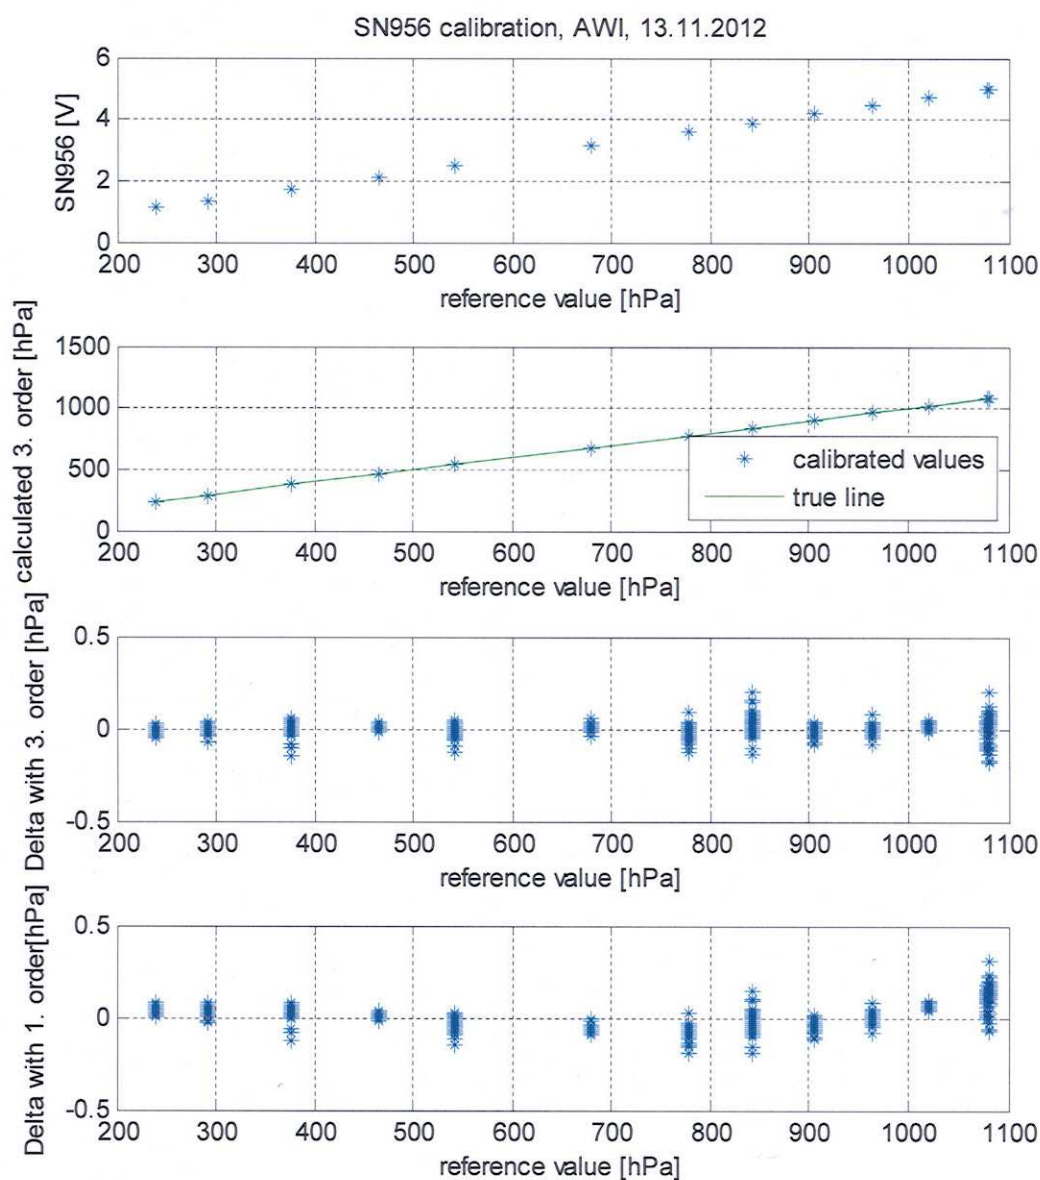 SN956 calibration, AWI, 13.11.2012
SN956 [V]
6
4
2
0
200 300 400 500 600 700 800 900 1000 1100
reference value [hPa]
calculated 3. order [hPa]
1500
1000
500
0
calibrated values
true line
200 300 400 500 600 700 800 900 1000 1100
reference value [hPa]
Delta with 3. order [hPa]
0.5
0
-0.5
200 300 400 500 600 700 800 900 1000 1100
reference value [hPa]
Delta with 1. order[hPa]
0.5
0
-0.5
200 300 400 500 600 700 800 900 1000 1100
reference value [hPa]